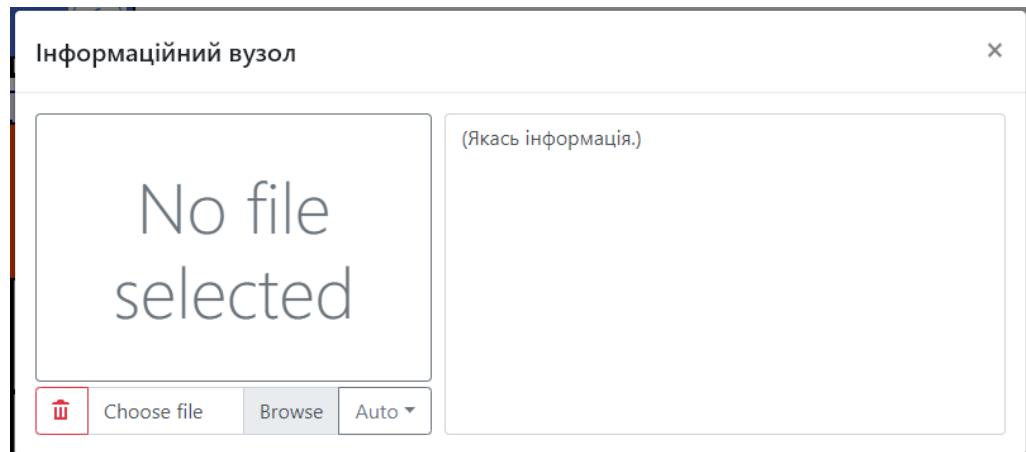 Інформаційний вузол
×
No file
selected
(Якась інформація.)
Choose file Browse Auto